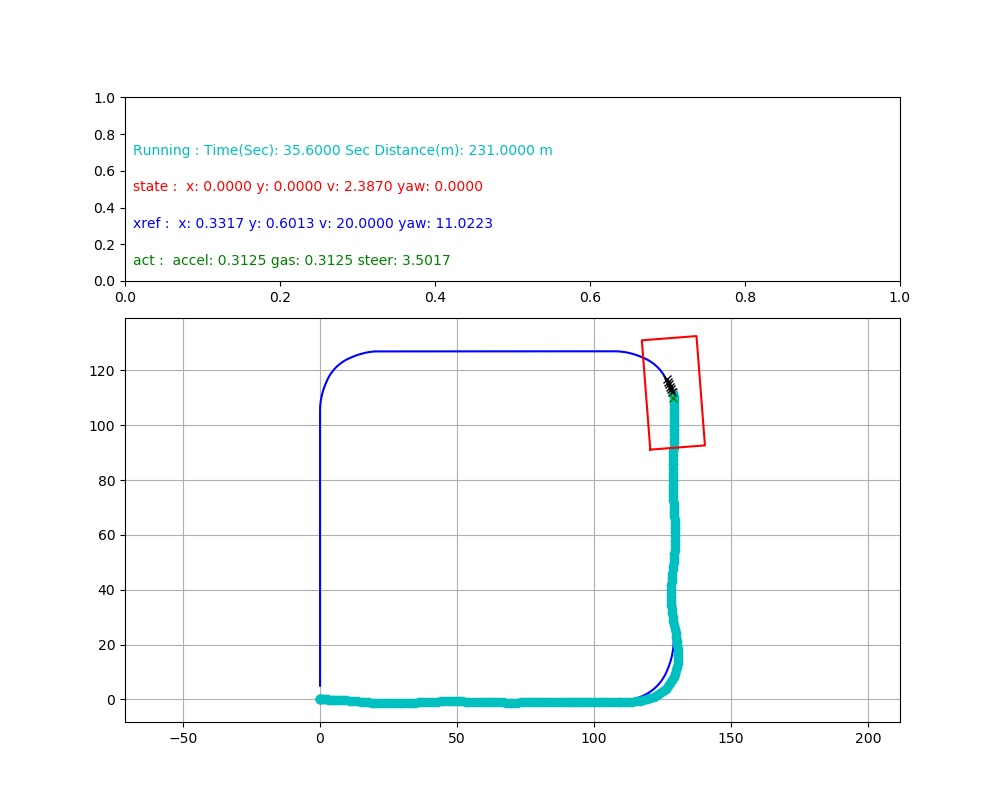 1.0
0.8
Running : Time(Sec): 35.6000 Sec Distance(m): 231.0000 m
0.6
state :  x: 0.0000 y: 0.0000 v: 2.3870 yaw: 0.0000
0.4
xref :  x: 0.3317 y: 0.6013 v: 20.0000 yaw: 11.0223
0.2
act :  accel: 0.3125 gas: 0.3125 steer: 3.5017
0.0
0.0 0.2 0.4 0.6 0.8 1.0
120
100
80
60
40
20
0
−50 0 50 100 150 200